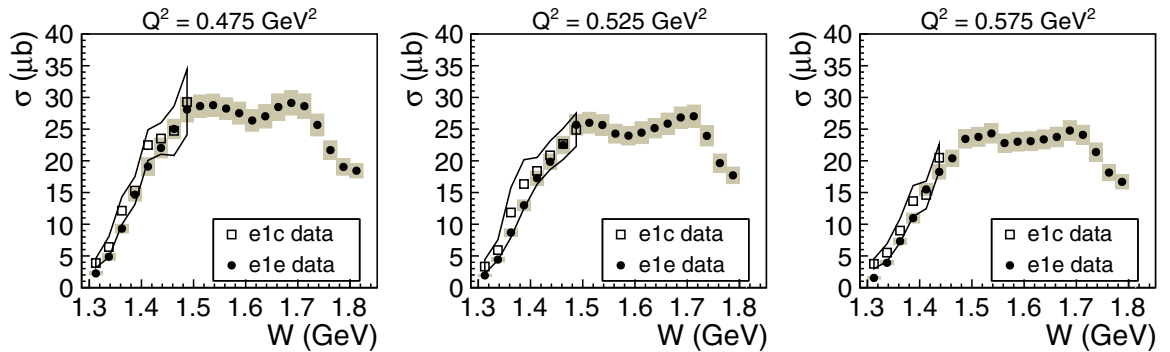 Q² = 0.475 GeV²
σ (μb)
40
35
30
25
20
15
10
5
0
e1c data
e1e data
1.3 1.4 1.5 1.6 1.7 1.8
W (GeV)
Q² = 0.525 GeV²
σ (μb)
40
35
30
25
20
15
10
5
0
e1c data
e1e data
1.3 1.4 1.5 1.6 1.7 1.8
W (GeV)
Q² = 0.575 GeV²
σ (μb)
40
35
30
25
20
15
10
5
0
e1c data
e1e data
1.3 1.4 1.5 1.6 1.7 1.8
W (GeV)